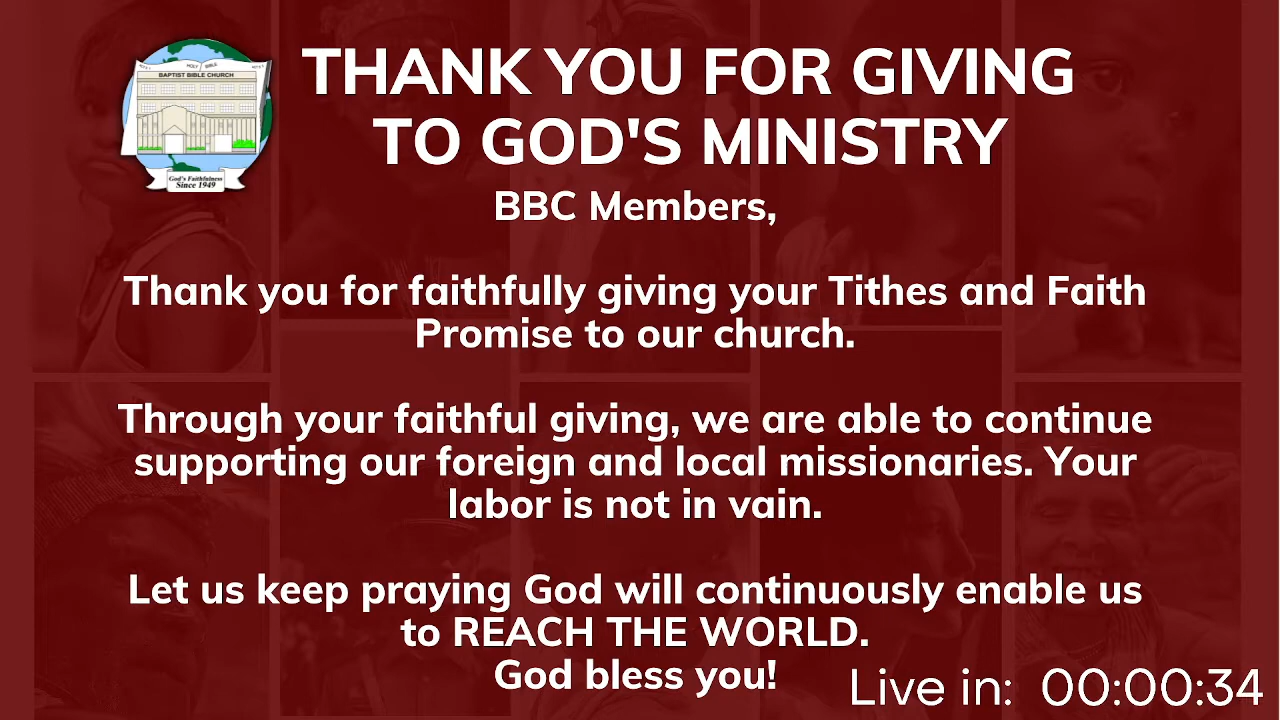 THANK YOU FOR GIVING
TO GOD'S MINISTRY
HOLY BIBLE
BAPTIST BIBLE CHURCH
God's Faithfulness
Since 1949
BBC Members,
Thank you for faithfully giving your Tithes and Faith
Promise to our church.
Through your faithful giving, we are able to continue
supporting our foreign and local missionaries. Your
labor is not in vain.
Let us keep praying God will continuously enable us
to REACH THE WORLD.
God bless you!
Live in: 00:00:34